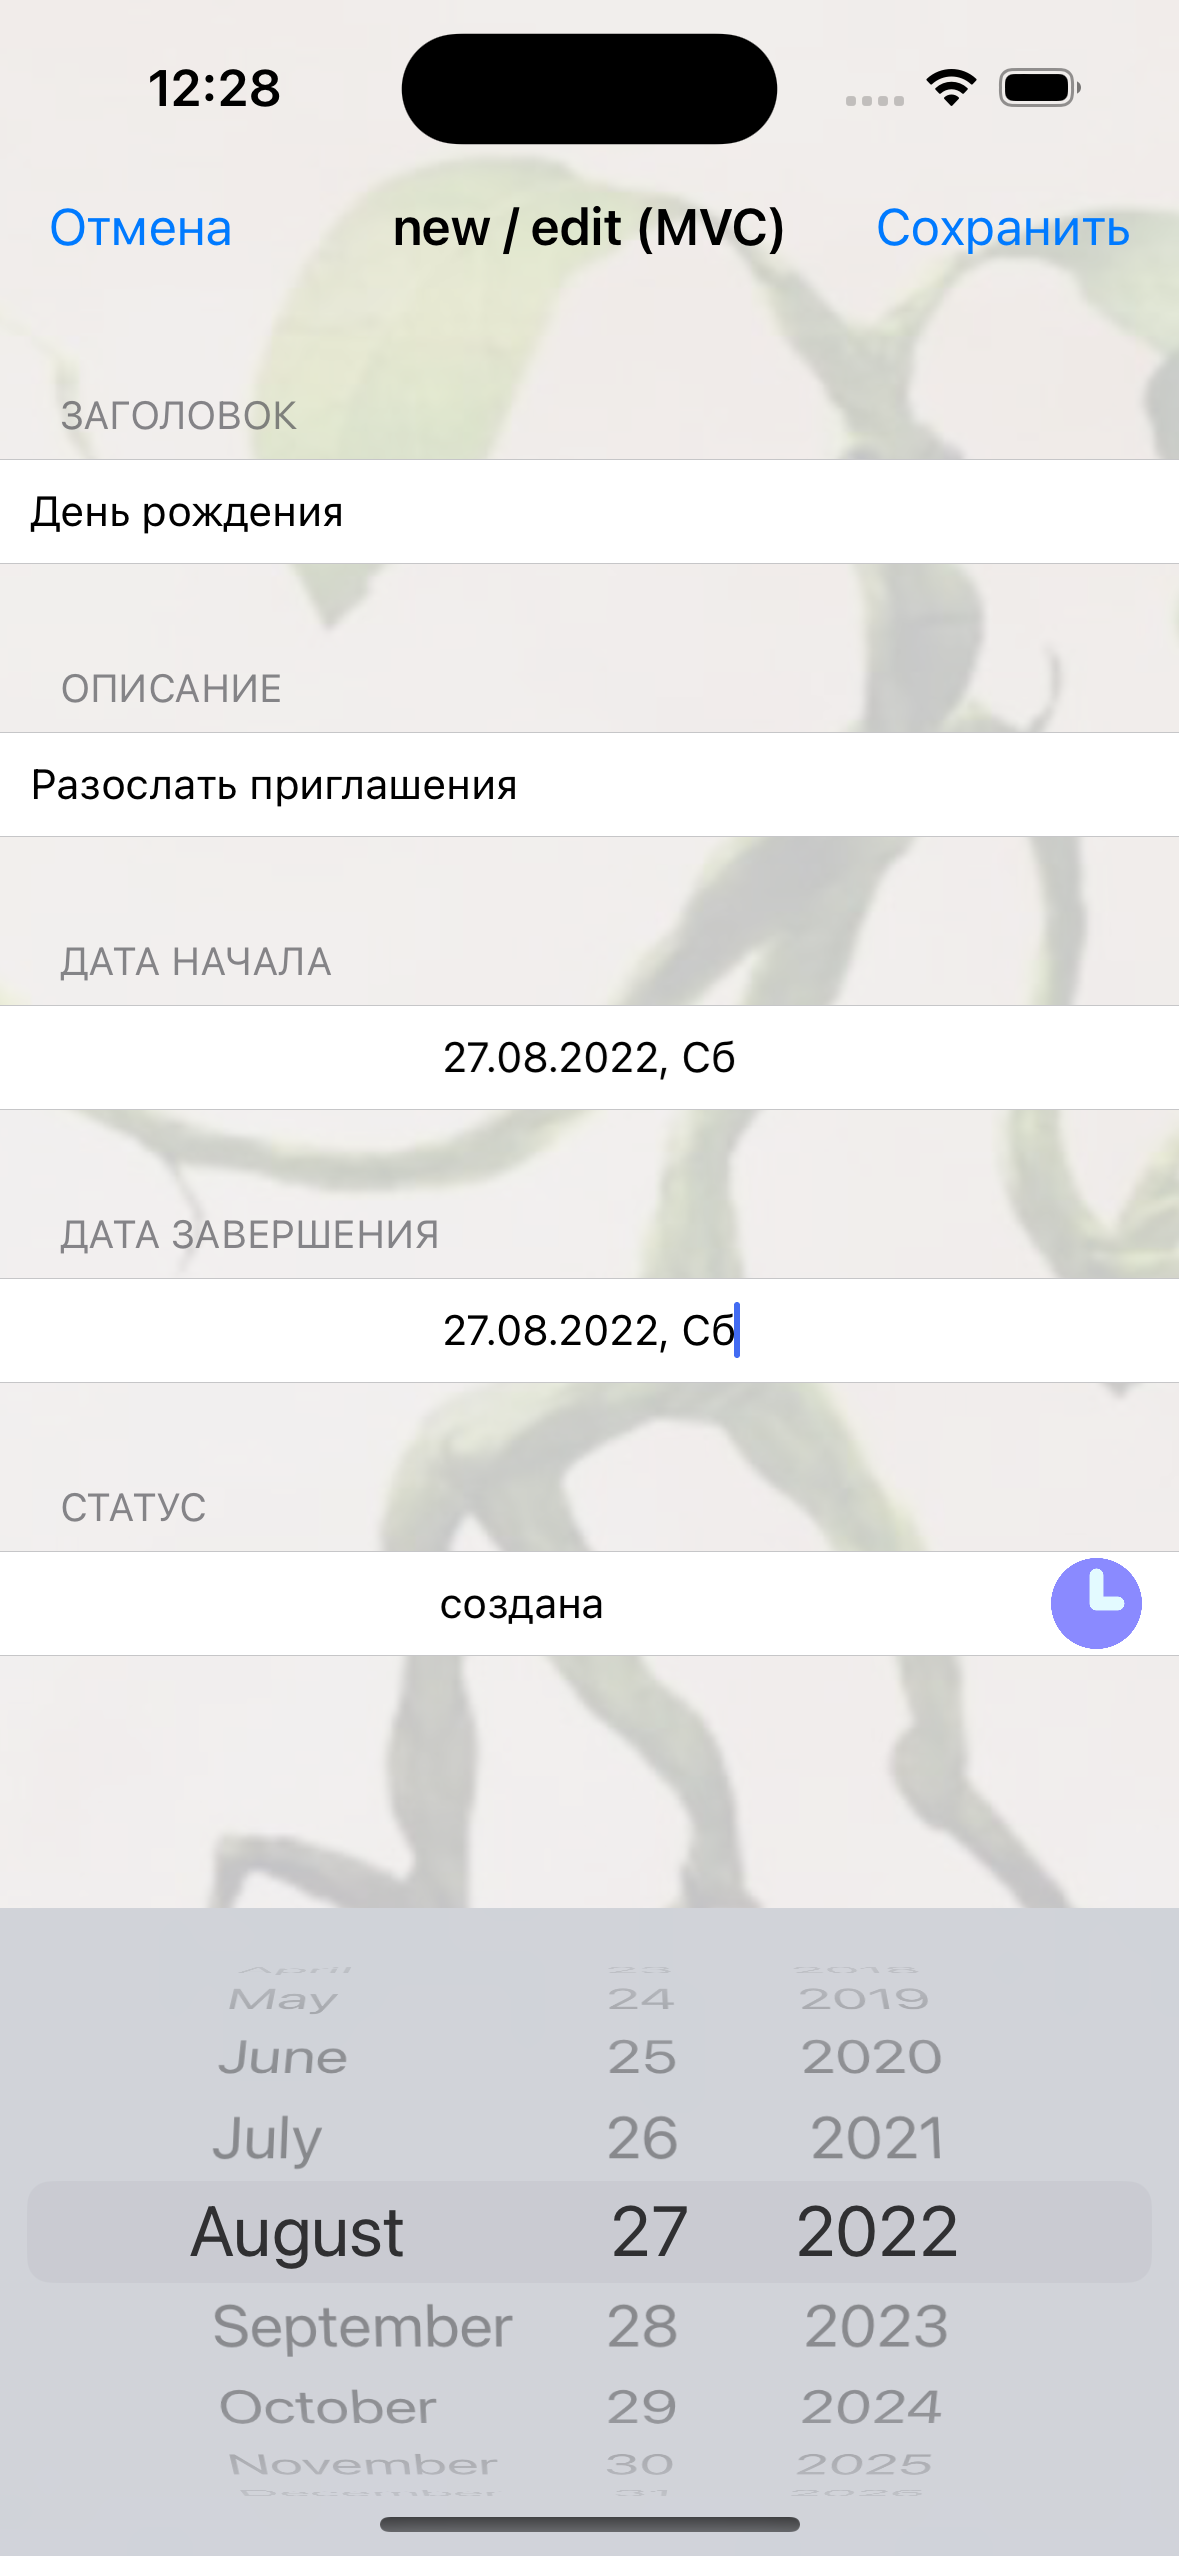 12:28
Отмена new / edit (MVC) Сохранить
ЗАГОЛОВОК
День рождения
ОПИСАНИЕ
Разослать приглашения
ДАТА НАЧАЛА
27.08.2022, Сб
ДАТА ЗАВЕРШЕНИЯ
27.08.2022, Сб
СТАТУС
создана
April 23 2018
May 24 2019
June 25 2020
July 26 2021
August 27 2022
September 28 2023
October 29 2024
November 30 2025
December 31 2026